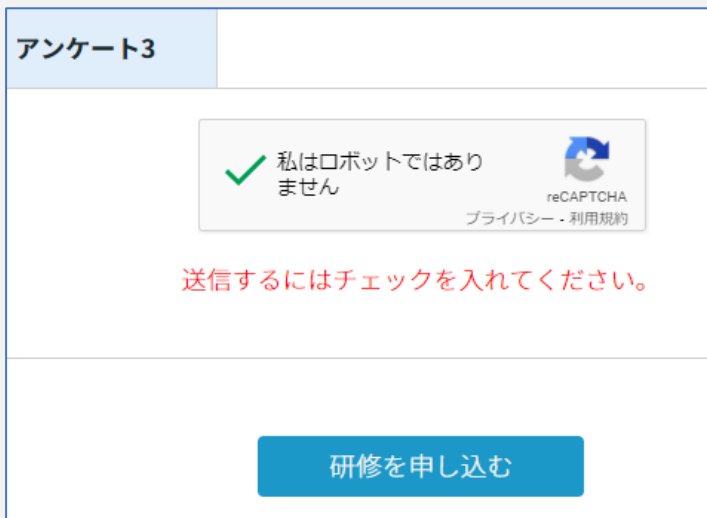 アンケート3
私はロボットではあり
ません
reCAPTCHA
プライバシー - 利用規約
送信するにはチェックを入れてください。
研修を申し込む